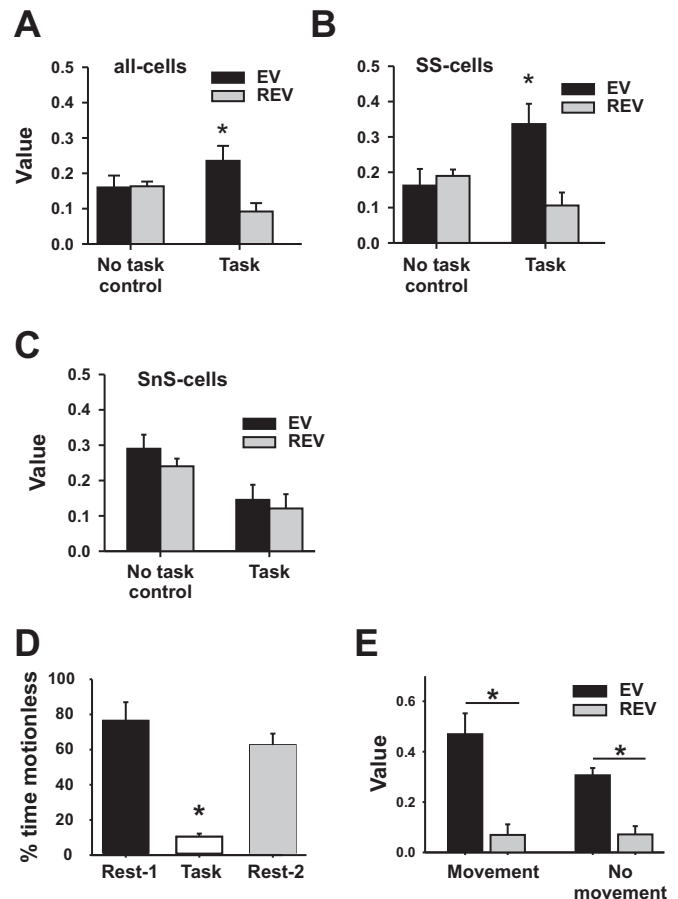 A
all-cells
EV
REV
Value
0.5
0.4
0.3
0.2
0.1
0.0
*
No task
control
Task
B
SS-cells
EV
REV
0.5
0.4
0.3
0.2
0.1
0.0
*
No task
control
Task
C
SnS-cells
EV
REV
Value
0.5
0.4
0.3
0.2
0.1
0.0
No task
control
Task
D
% time motionless
100
80
60
40
20
0
*
Rest-1 Task Rest-2
E
EV
REV
Value
0.6
0.4
0.2
0.0
*
*
Movement
No
movement